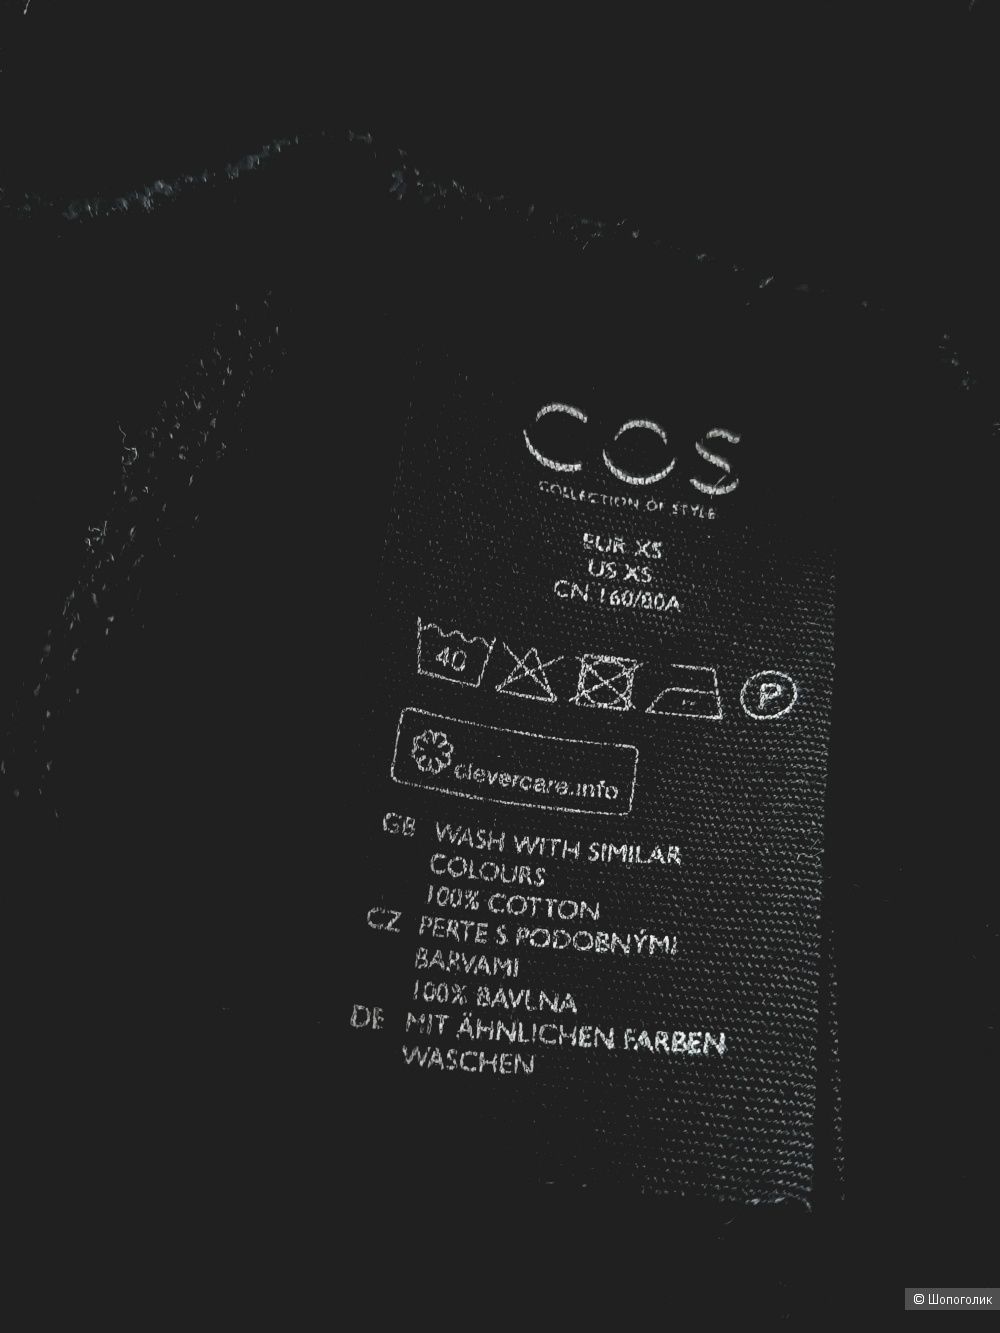 COS
COLLECTION OF STYLE
EUR XS
US XS
CN 160/80A
40
P
clevercare.info
GB WASH WITH SIMILAR
COLOURS
100% COTTON
CZ PERTE S PODOBNÝMI
BARVAMI
100% BAVLNA
DE MIT ÄHNLICHEN FARBEN
WASCHEN
© Шопоголик